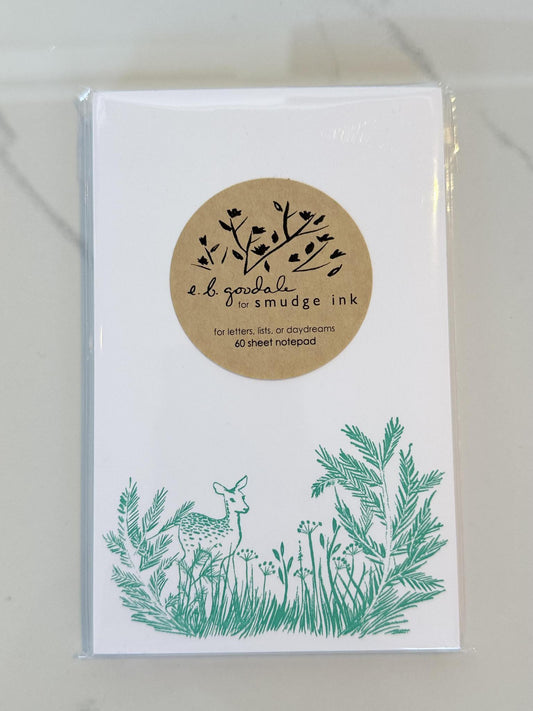 e. b. goodale
for smudge ink
for letters, lists, or daydreams
60 sheet notepad